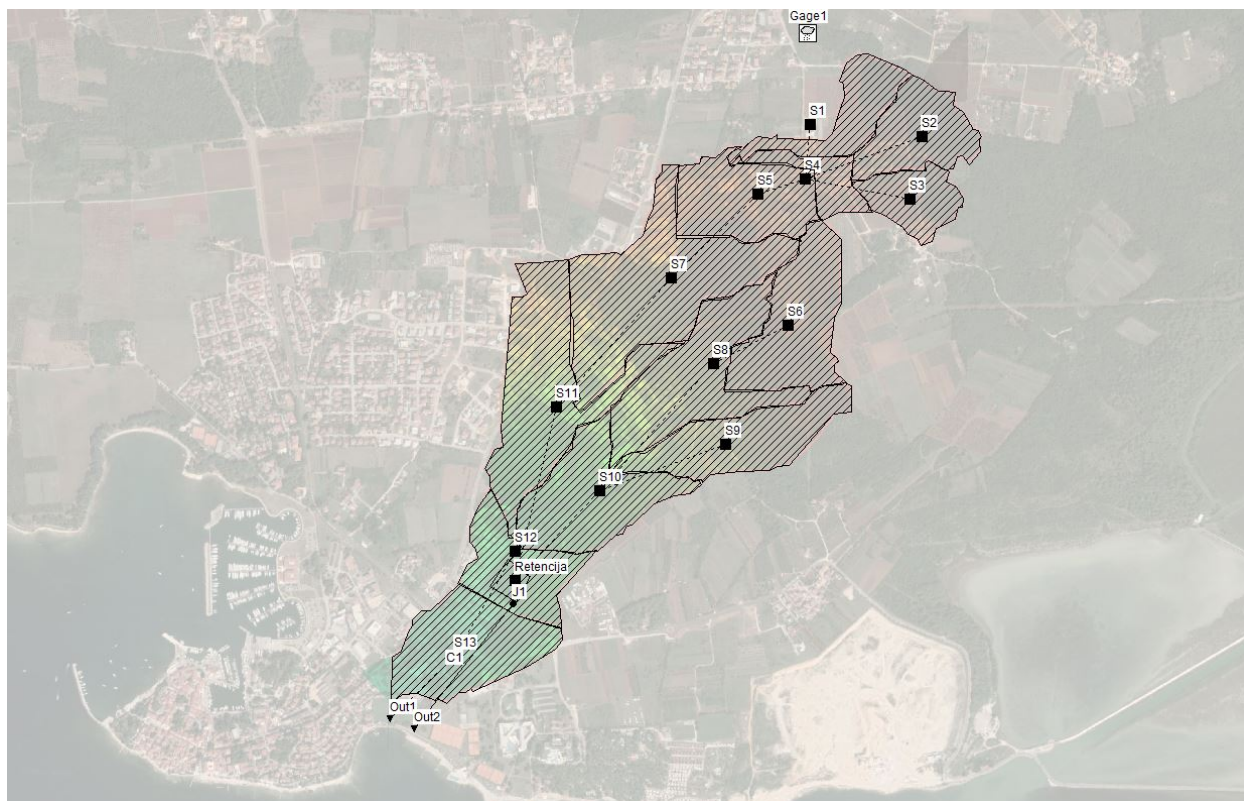 Gage1
S1
S2
S4
S5
S3
S7
S6
S8
S11
S9
S10
S12
Retencija
J1
S13
C1
Out1
Out2